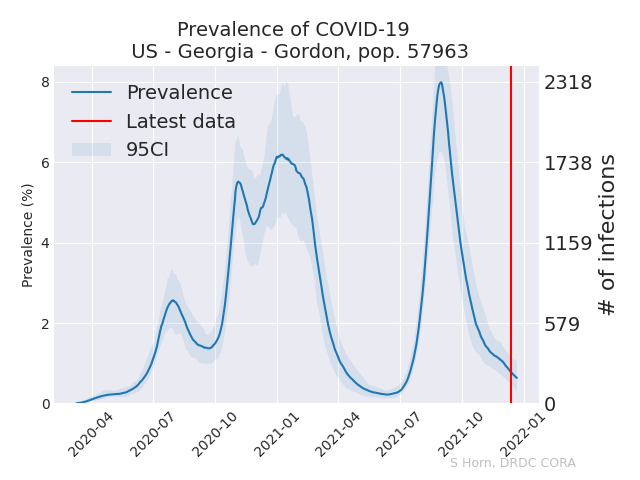 Prevalence of COVID-19
US - Georgia - Gordon, pop. 57963
Prevalence
Latest data
95CI
Prevalence (%)
8
6
4
2
0
2318
1738
1159
579
0
# of infections
2020-04
2020-07
2020-10
2021-01
2021-04
2021-07
2021-10
2022-01
S Horn, DRDC CORA